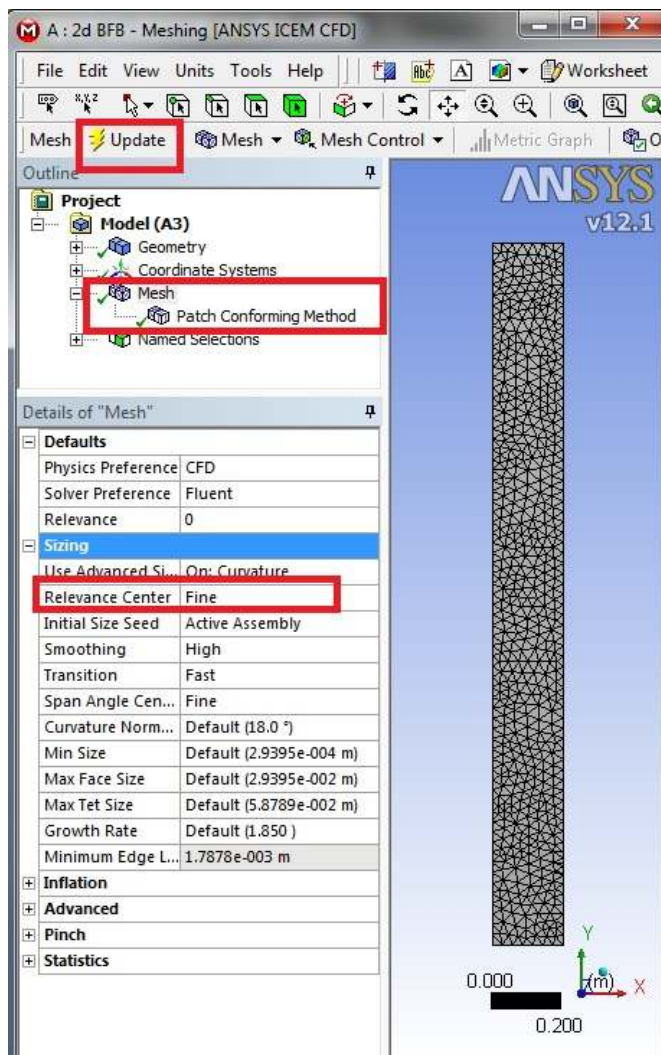 A : 2d BFB - Meshing [ANSYS ICEM CFD]
File Edit View Units Tools Help Worksheet
Mesh Update Mesh Mesh Control Metric Graph
Outline
Project
Model (A3)
Geometry
Coordinate Systems
Mesh
Patch Conforming Method
Named Selections
ANSYS
v12.1
Details of "Mesh"
Defaults
Physics Preference CFD
Solver Preference Fluent
Relevance 0
Sizing
Use Advanced Si... On: Curvature
Relevance Center Fine
Initial Size Seed Active Assembly
Smoothing High
Transition Fast
Span Angle Cen... Fine
Curvature Norm... Default (18.0 °)
Min Size Default (2.9395e-004 m)
Max Face Size Default (2.9395e-002 m)
Max Tet Size Default (5.8789e-002 m)
Growth Rate Default (1.850 )
Minimum Edge L... 1.7878e-003 m
Inflation
Advanced
Pinch
Statistics
Y
0.000 (m) X
0.200